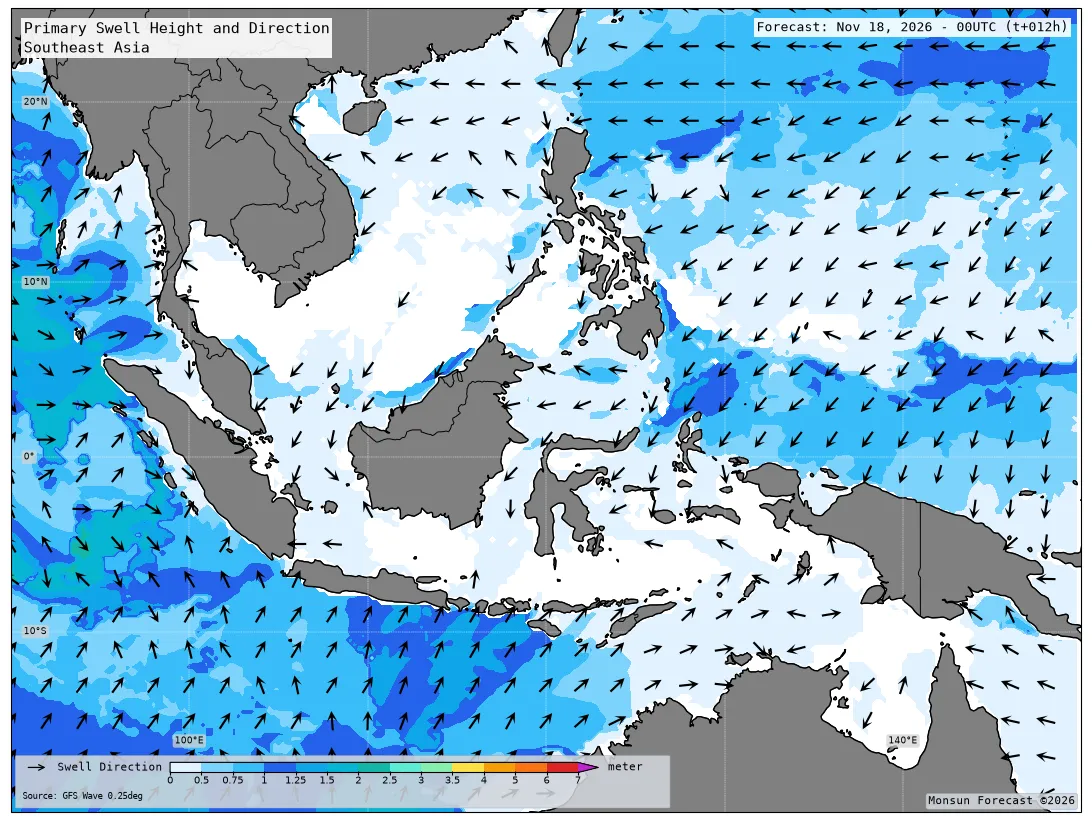 Primary Swell Height and Direction
Southeast Asia
Forecast: Nov 18, 2026 - 00UTC (t+012h)
20°N
10°N
0°
10°S
100°E
140°E
Swell Direction
0 0.5 0.75 1 1.25 1.5 2 2.5 3 3.5 4 5 6 7
meter
Source: GFS Wave 0.25deg
Monsun Forecast ©2026